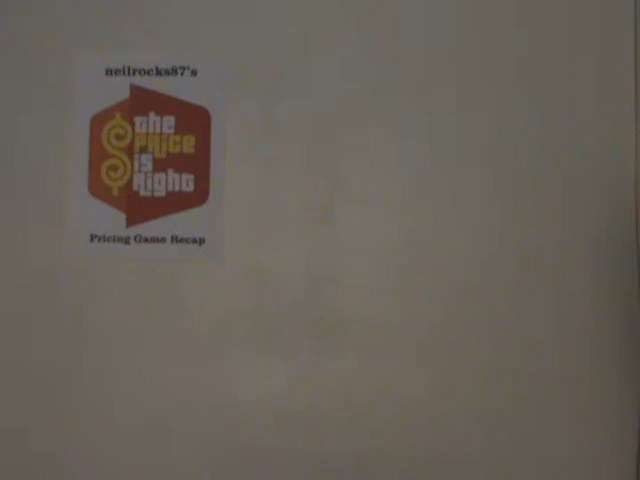 neilrocks87's
the
PRICE
is
Right
Pricing Game Recap